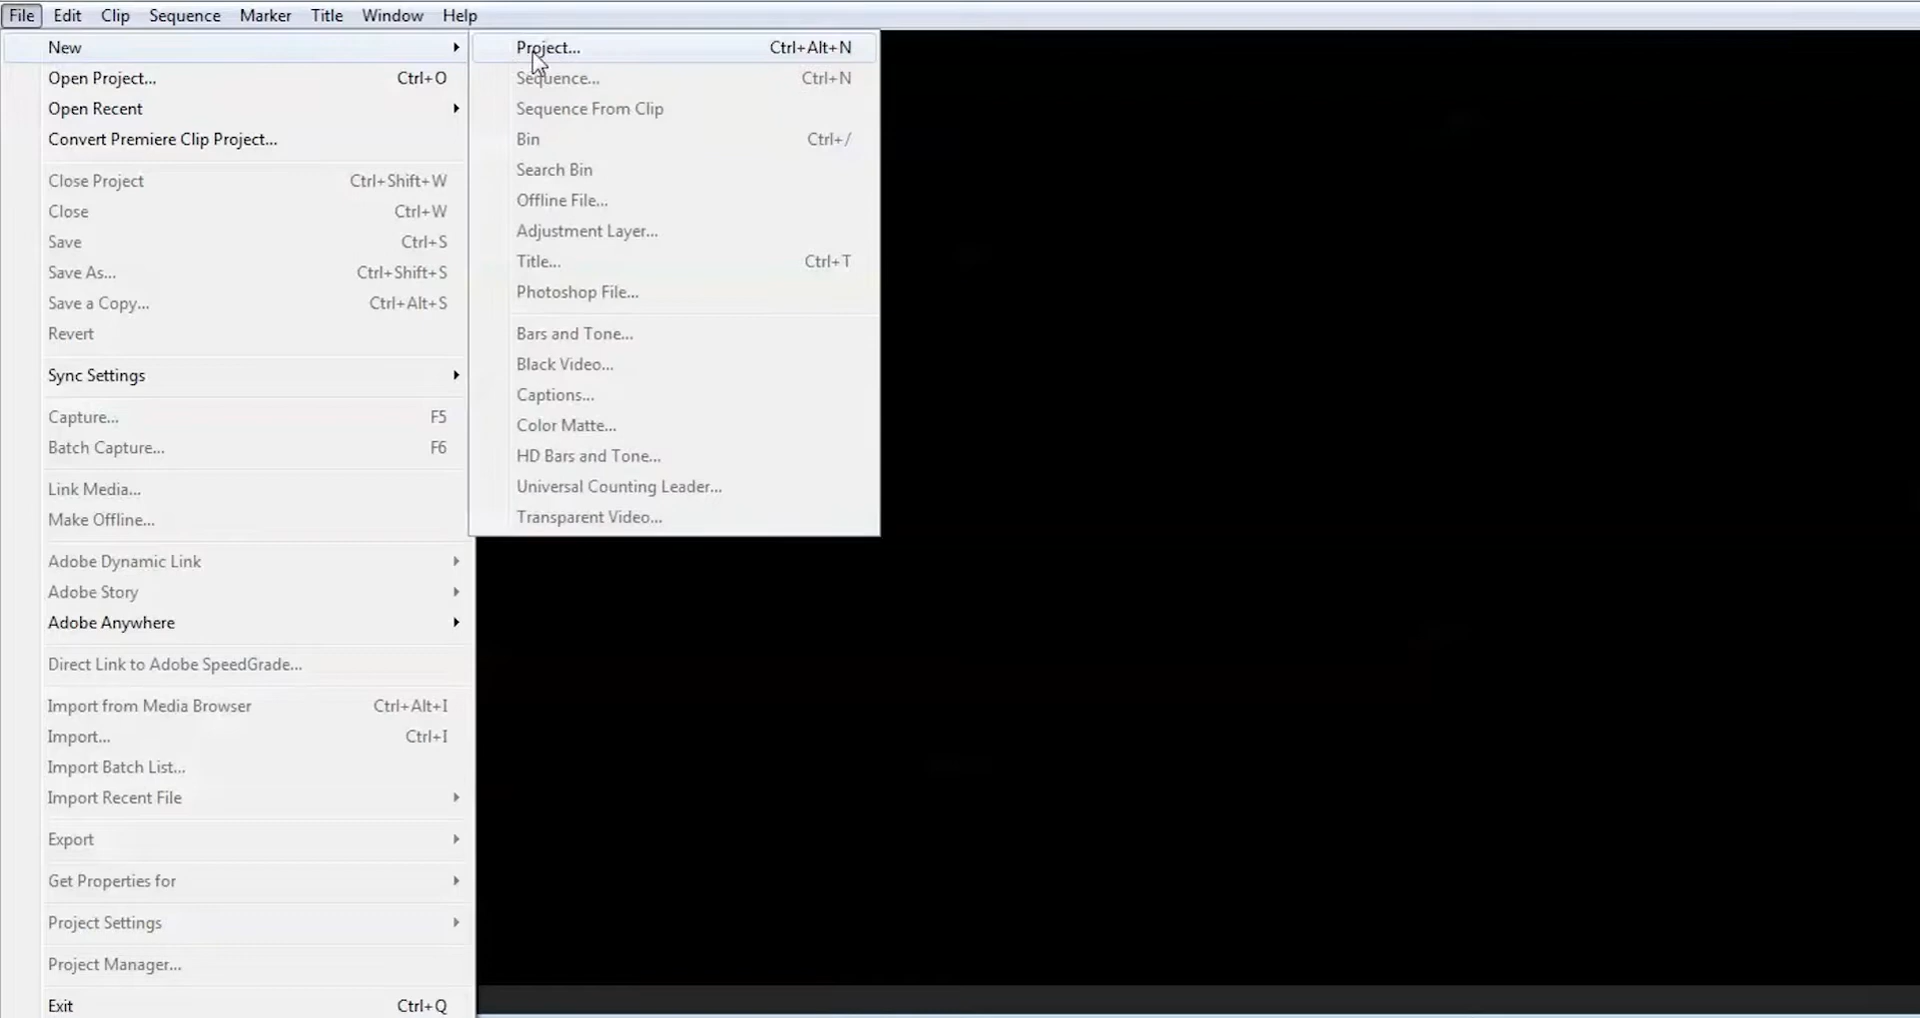 File Edit Clip Sequence Marker Title Window Help
New
Open Project... Ctrl+O
Open Recent
Convert Premiere Clip Project...
Close Project Ctrl+Shift+W
Close Ctrl+W
Save Ctrl+S
Save As... Ctrl+Shift+S
Save a Copy... Ctrl+Alt+S
Revert
Sync Settings
Capture... F5
Batch Capture... F6
Link Media...
Make Offline...
Adobe Dynamic Link
Adobe Story
Adobe Anywhere
Direct Link to Adobe SpeedGrade...
Import from Media Browser Ctrl+Alt+I
Import... Ctrl+I
Import Batch List...
Import Recent File
Export
Get Properties for
Project Settings
Project Manager...
Exit Ctrl+Q
Project... Ctrl+Alt+N
Sequence... Ctrl+N
Sequence From Clip
Bin Ctrl+/
Search Bin
Offline File...
Adjustment Layer...
Title... Ctrl+T
Photoshop File...
Bars and Tone...
Black Video...
Captions...
Color Matte...
HD Bars and Tone...
Universal Counting Leader...
Transparent Video...